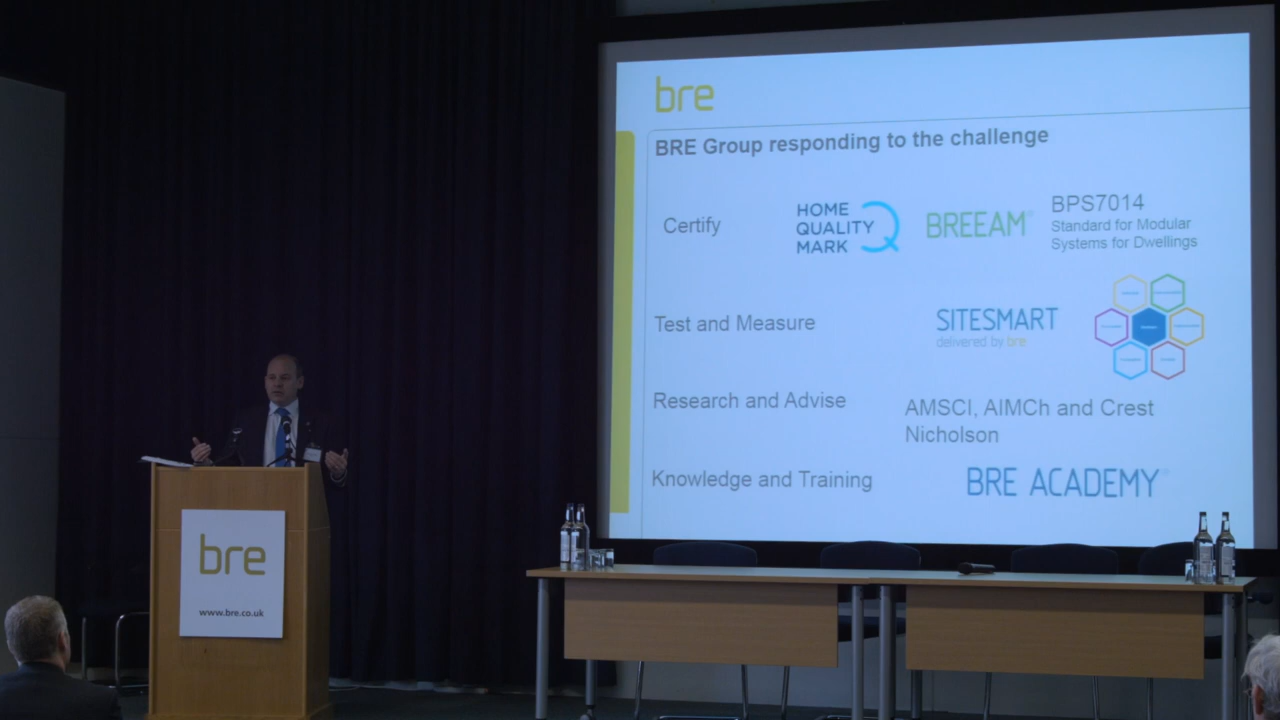 bre
BRE Group responding to the challenge
Certify
HOME
QUALITY
MARK
BREEAM®
BPS7014
Standard for Modular
Systems for Dwellings
Test and Measure
SITESMART
delivered by bre
Research and Advise
AMSCI, AIMCh and Crest
Nicholson
Knowledge and Training
BRE ACADEMY
bre
www.bre.co.uk